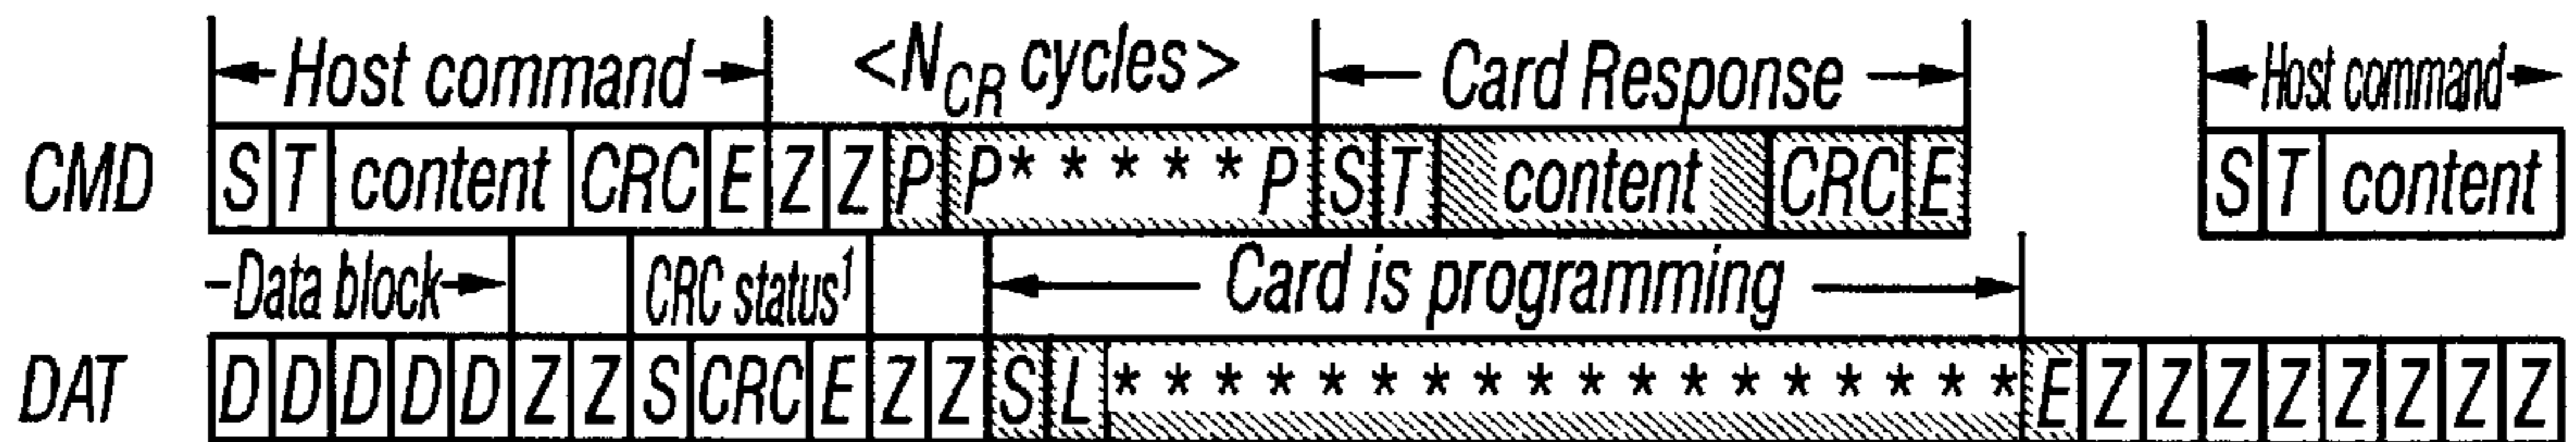 Host command <N_CR cycles> Card Response Host command
CMD S T content CRC E Z Z P P* * * * * P S T content CRC E S T content
Data block CRC status¹ Card is programming
DAT D D D D D Z Z S CRC E Z Z S L * * * * * * * * * * * * * * * * * * E Z Z Z Z Z Z Z Z